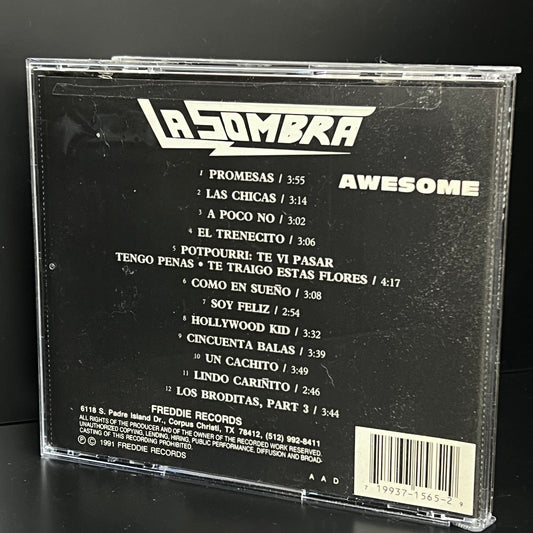 LA SOMBRA
AWESOME
1 PROMESAS / 3:55
2 LAS CHICAS / 3:14
3 A POCO NO / 3:02
4 EL TRENECITO / 3:06
5 POTPOURRI: TE VI PASAR
TENGO PENAS • TE TRAIGO ESTAS FLORES / 4:17
6 COMO EN SUEÑO / 3:08
7 SOY FELIZ / 2:54
8 HOLLYWOOD KID / 3:32
9 CINCUENTA BALAS / 3:39
10 UN CACHITO / 3:49
11 LINDO CARIÑITO / 2:46
12 LOS BRODITAS, PART 3 / 3:44
FREDDIE RECORDS
6118 S. Padre Island Dr., Corpus Christi, TX 78412, (512) 992-8411
ALL RIGHTS OF THE PRODUCER AND OF THE OWNER OF THE RECORDED WORK RESERVED.
UNAUTHORIZED COPYING, LENDING, HIRING, PUBLIC PERFORMANCE, DIFFUSION AND BROAD-
CASTING OF THIS RECORDING PROHIBITED.
℗ © 1991 FREDDIE RECORDS
A A D
7 19937-1565-2 9